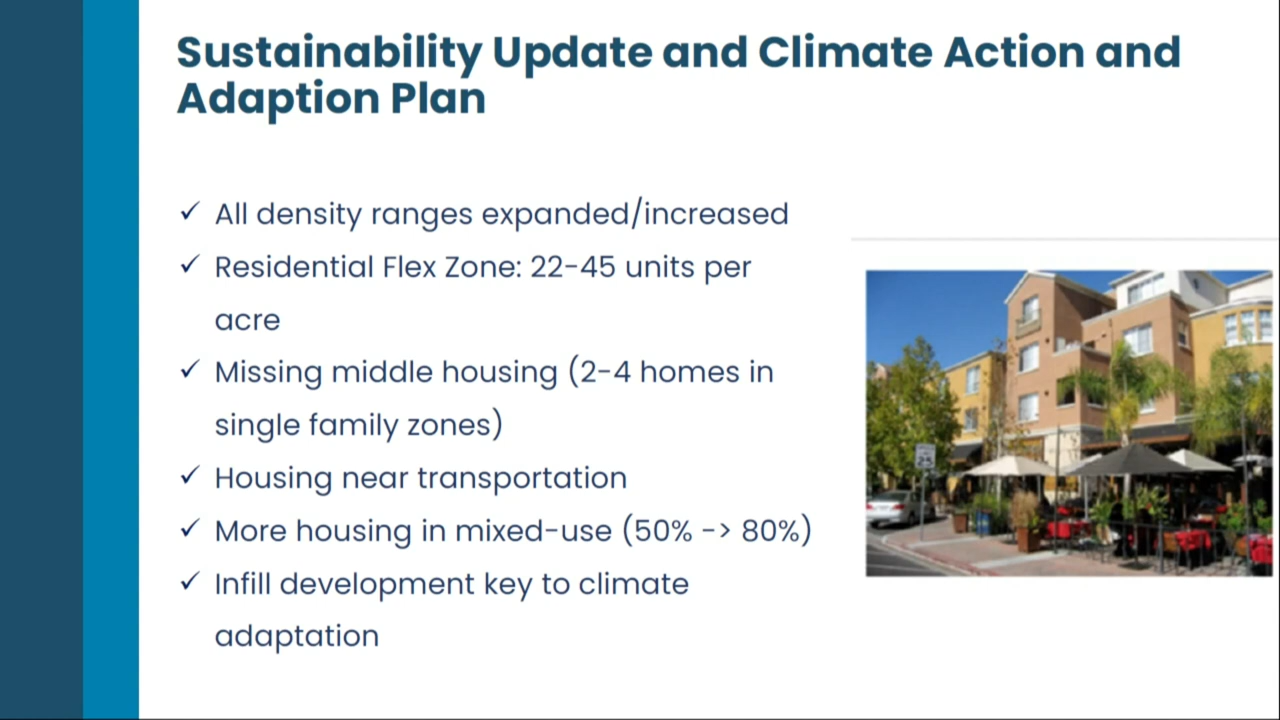 Sustainability Update and Climate Action and
Adaption Plan
✓ All density ranges expanded/increased
✓ Residential Flex Zone: 22-45 units per
acre
✓ Missing middle housing (2-4 homes in
single family zones)
✓ Housing near transportation
✓ More housing in mixed-use (50% -> 80%)
✓ Infill development key to climate
adaptation
25